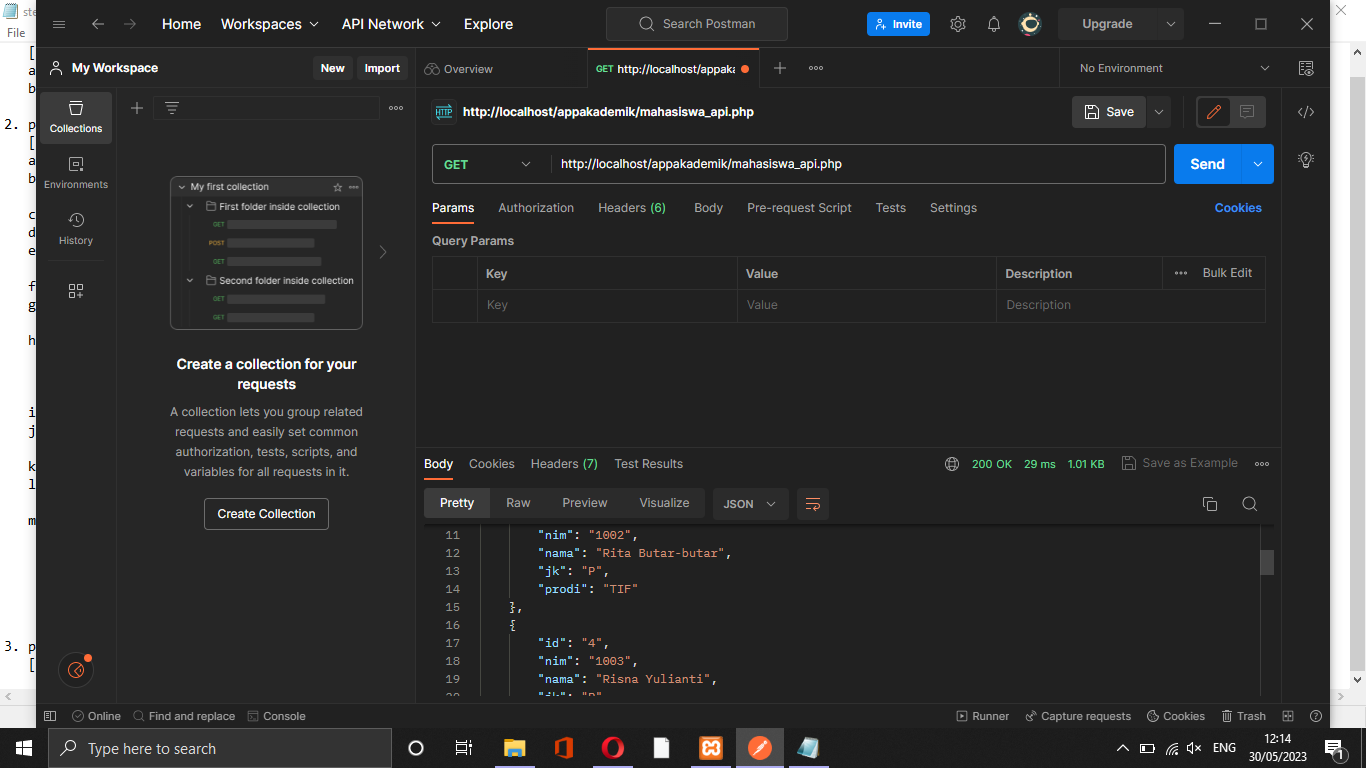 File
Home
Workspaces
API Network
Explore
Search Postman
Invite
Upgrade
My Workspace
New
Import
Overview
GET http://localhost/appaka
No Environment
Collections
Environments
History
My first collection
First folder inside collection
GET
POST
GET
Second folder inside collection
GET
GET
Create a collection for your
requests
A collection lets you group related
requests and easily set common
authorization, tests, scripts, and
variables for all requests in it.
Create Collection
HTTP http://localhost/appakademik/mahasiswa_api.php
Save
GET
http://localhost/appakademik/mahasiswa_api.php
Send
Params
Authorization
Headers (6)
Body
Pre-request Script
Tests
Settings
Cookies
Query Params
Key
Value
Description
Bulk Edit
Key
Value
Description
Body
Cookies
Headers (7)
Test Results
200 OK
29 ms
1.01 KB
Save as Example
Pretty
Raw
Preview
Visualize
JSON
11 "nim": "1002",
12 "nama": "Rita Butar-butar",
13 "jk": "P",
14 "prodi": "TIF"
15 },
16 {
17 "id": "4",
18 "nim": "1003",
19 "nama": "Risna Yulianti",
20 "jk": "P"
[
a
b
2. p
[
a
b
c
d
e
f
g
h
i
j
k
l
m
3. p
[
Online
Find and replace
Console
Runner
Capture requests
Cookies
Trash
Type here to search
ENG
12:14
30/05/2023
1